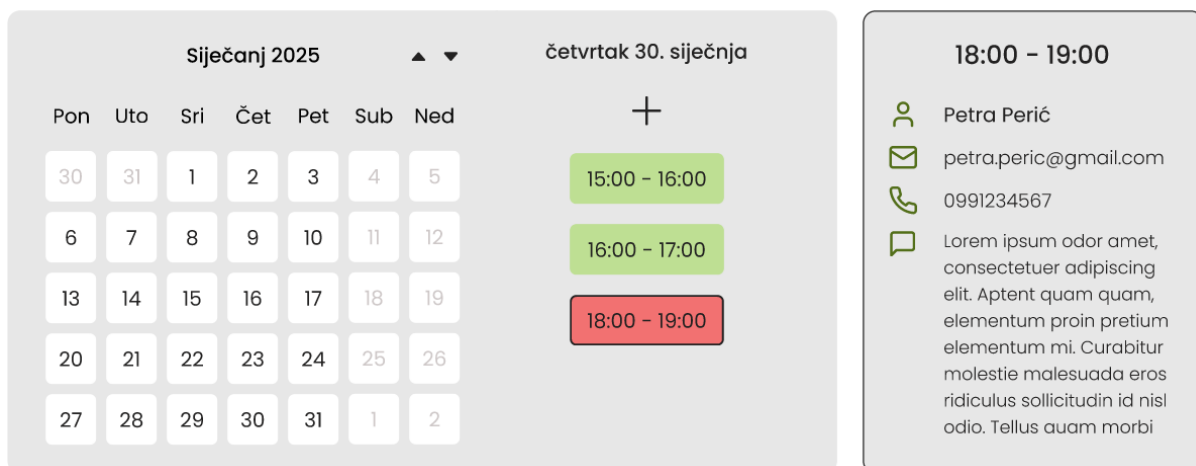 Siječanj 2025
Pon Uto Sri Čet Pet Sub Ned
30 31 1 2 3 4 5
6 7 8 9 10 11 12
13 14 15 16 17 18 19
20 21 22 23 24 25 26
27 28 29 30 31 1 2
četvrtak 30. siječnja
15:00 - 16:00
16:00 - 17:00
18:00 - 19:00
18:00 - 19:00
Petra Perić
petra.peric@gmail.com
0991234567
Lorem ipsum odor amet,
consectetuer adipiscing
elit. Aptent quam quam,
elementum proin pretium
elementum mi. Curabitur
molestie malesuada eros
ridiculus sollicitudin id nisl
odio. Tellus quam morbi